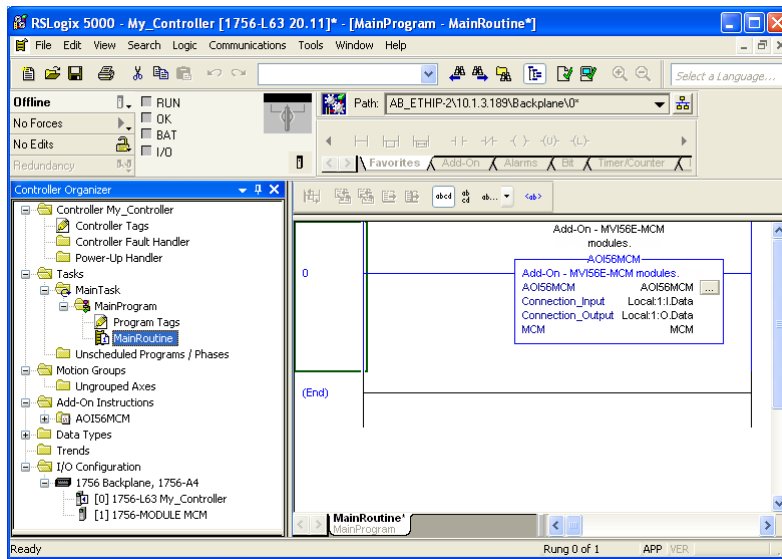 RSLogix 5000 - My_Controller [1756-L63 20.11]* - [MainProgram - MainRoutine*]
File Edit View Search Logic Communications Tools Window Help
Select a Language...
Offline RUN
No Forces OK
No Edits BAT
Redundancy I/O
Path: AB_ETHIP-2\10.1.3.189\Backplane\0*
Favorites Add-On Alarms Bit Timer/Counter
Controller Organizer
Controller My_Controller
Controller Tags
Controller Fault Handler
Power-Up Handler
Tasks
MainTask
MainProgram
Program Tags
MainRoutine
Unscheduled Programs / Phases
Motion Groups
Ungrouped Axes
Add-On Instructions
AOI56MCM
Data Types
Trends
I/O Configuration
1756 Backplane, 1756-A4
[0] 1756-L63 My_Controller
[1] 1756-MODULE MCM
abcd ab cd ab... <ab>
0
Add-On - MVI56E-MCM
modules.
AOI56MCM
Add-On - MVI56E-MCM modules.
AOI56MCM AOI56MCM ...
Connection_Input Local:1:I.Data
Connection_Output Local:1:O.Data
MCM MCM
(End)
MainRoutine*
MainProgram
Ready Rung 0 of 1 APP VER